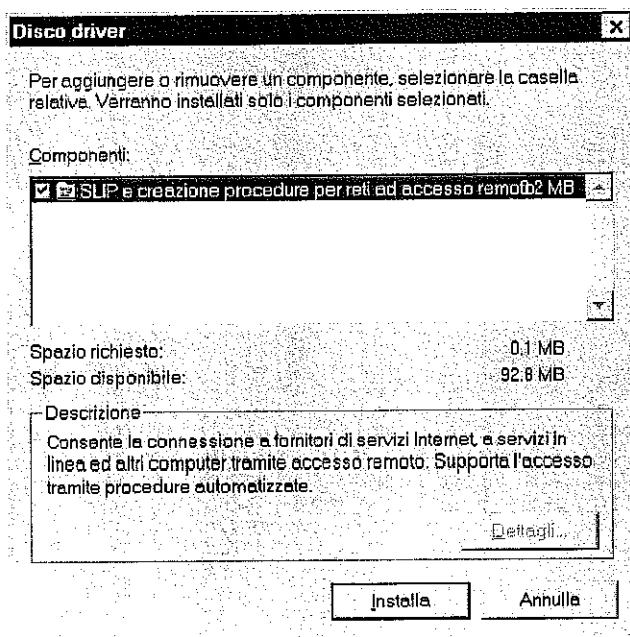 Disco driver
Per aggiungere o rimuovere un componente, selezionare la casella
relativa. Verranno installati solo i componenti selezionati.
Componenti:
SLIP e creazione procedure per reti ad accesso remoto 0.2 MB
Spazio richiesto: 0.1 MB
Spazio disponibile: 92.8 MB
Descrizione
Consente la connessione a fornitori di servizi Internet, a servizi in
linea ed altri computer tramite accesso remoto. Supporta l'accesso
tramite procedure automatizzate.
Dettagli...
Installa Annulla